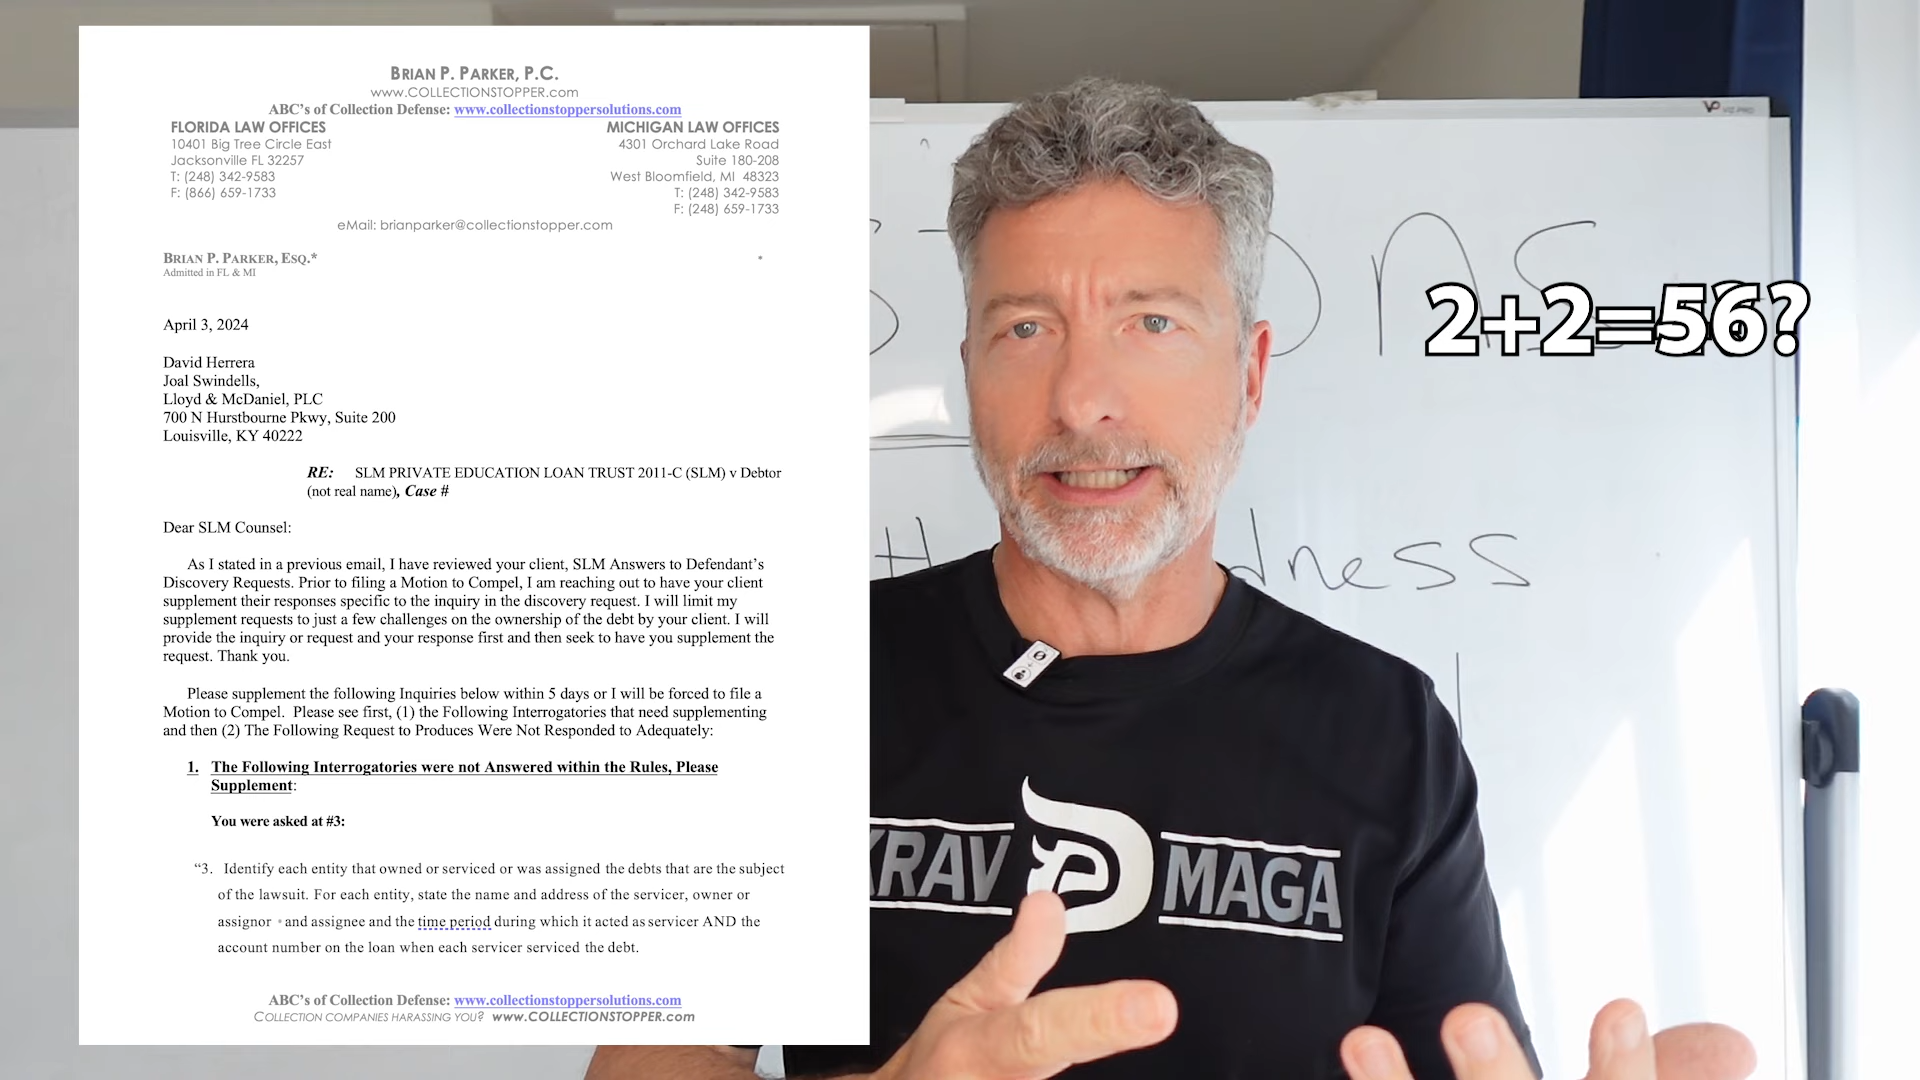 BRIAN P. PARKER, P.C.
www.COLLECTIONSTOPPER.com
ABC's of Collection Defense: www.collectionstoppersolutions.com
FLORIDA LAW OFFICES
10401 Big Tree Circle East
Jacksonville FL 32257
T: (248) 342-9583
F: (866) 659-1733
MICHIGAN LAW OFFICES
4301 Orchard Lake Road
Suite 180-208
West Bloomfield, MI 48323
T: (248) 342-9583
F: (248) 659-1733
eMail: brianparker@collectionstopper.com
BRIAN P. PARKER, ESQ.*
Admitted in FL & MI
April 3, 2024
David Herrera
Joal Swindells,
Lloyd & McDaniel, PLC
700 N Hurstbourne Pkwy, Suite 200
Louisville, KY 40222
RE: SLM PRIVATE EDUCATION LOAN TRUST 2011-C (SLM) v Debtor
(not real name), Case #
Dear SLM Counsel:
As I stated in a previous email, I have reviewed your client, SLM Answers to Defendant's
Discovery Requests. Prior to filing a Motion to Compel, I am reaching out to have your client
supplement their responses specific to the inquiry in the discovery request. I will limit my
supplement requests to just a few challenges on the ownership of the debt by your client. I will
provide the inquiry or request and your response first and then seek to have you supplement the
request. Thank you.
Please supplement the following Inquiries below within 5 days or I will be forced to file a
Motion to Compel. Please see first, (1) the Following Interrogatories that need supplementing
and then (2) The Following Request to Produces Were Not Responded to Adequately:
1. The Following Interrogatories were not Answered within the Rules, Please
Supplement:
You were asked at #3:
"3. Identify each entity that owned or serviced or was assigned the debts that are the subject
of the lawsuit. For each entity, state the name and address of the servicer, owner or
assignor and assignee and the time period during which it acted as servicer AND the
account number on the loan when each servicer serviced the debt.
ABC's of Collection Defense: www.collectionstoppersolutions.com
COLLECTION COMPANIES HARASSING YOU? www.COLLECTIONSTOPPER.com
2+2=56?
KRAV MAGA